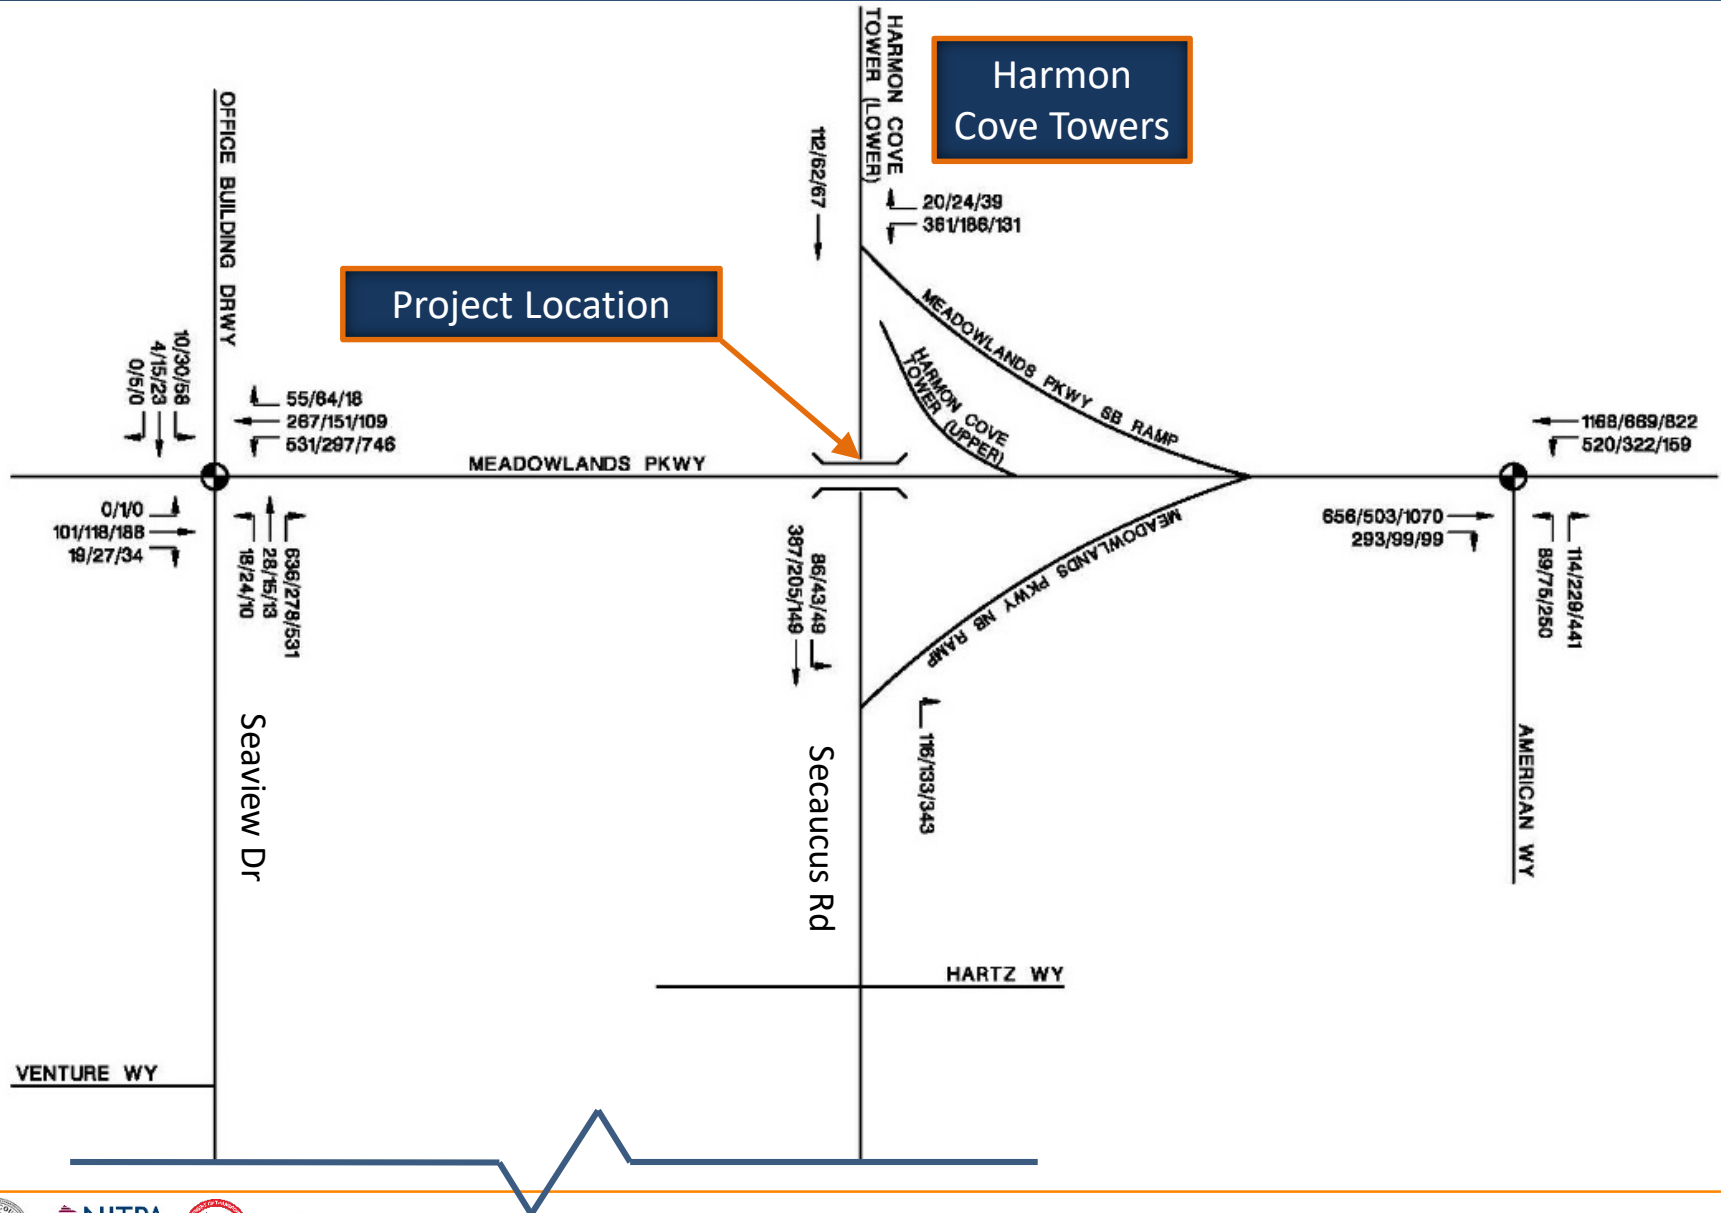 HARMON COVE
TOWER (LOWER)
Harmon
Cove Towers
OFFICE BUILDING DRWY
112/62/67
20/24/39
361/186/131
Project Location
MEADOWLANDS PKWY SB RAMP
HARMON COVE
TOWER (UPPER)
10/30/58
4/15/23
0/5/0
55/64/18
267/151/109
531/297/746
MEADOWLANDS PKWY
1168/669/822
520/322/159
0/1/0
101/118/188
19/27/34
18/24/10
28/15/13
636/278/531
387/205/149
86/43/49
MEADOWLANDS PKWY NB RAMP
656/503/1070
293/99/99
89/75/250
114/229/441
Seaview Dr
Secaucus Rd
116/133/343
AMERICAN WY
HARTZ WY
VENTURE WY